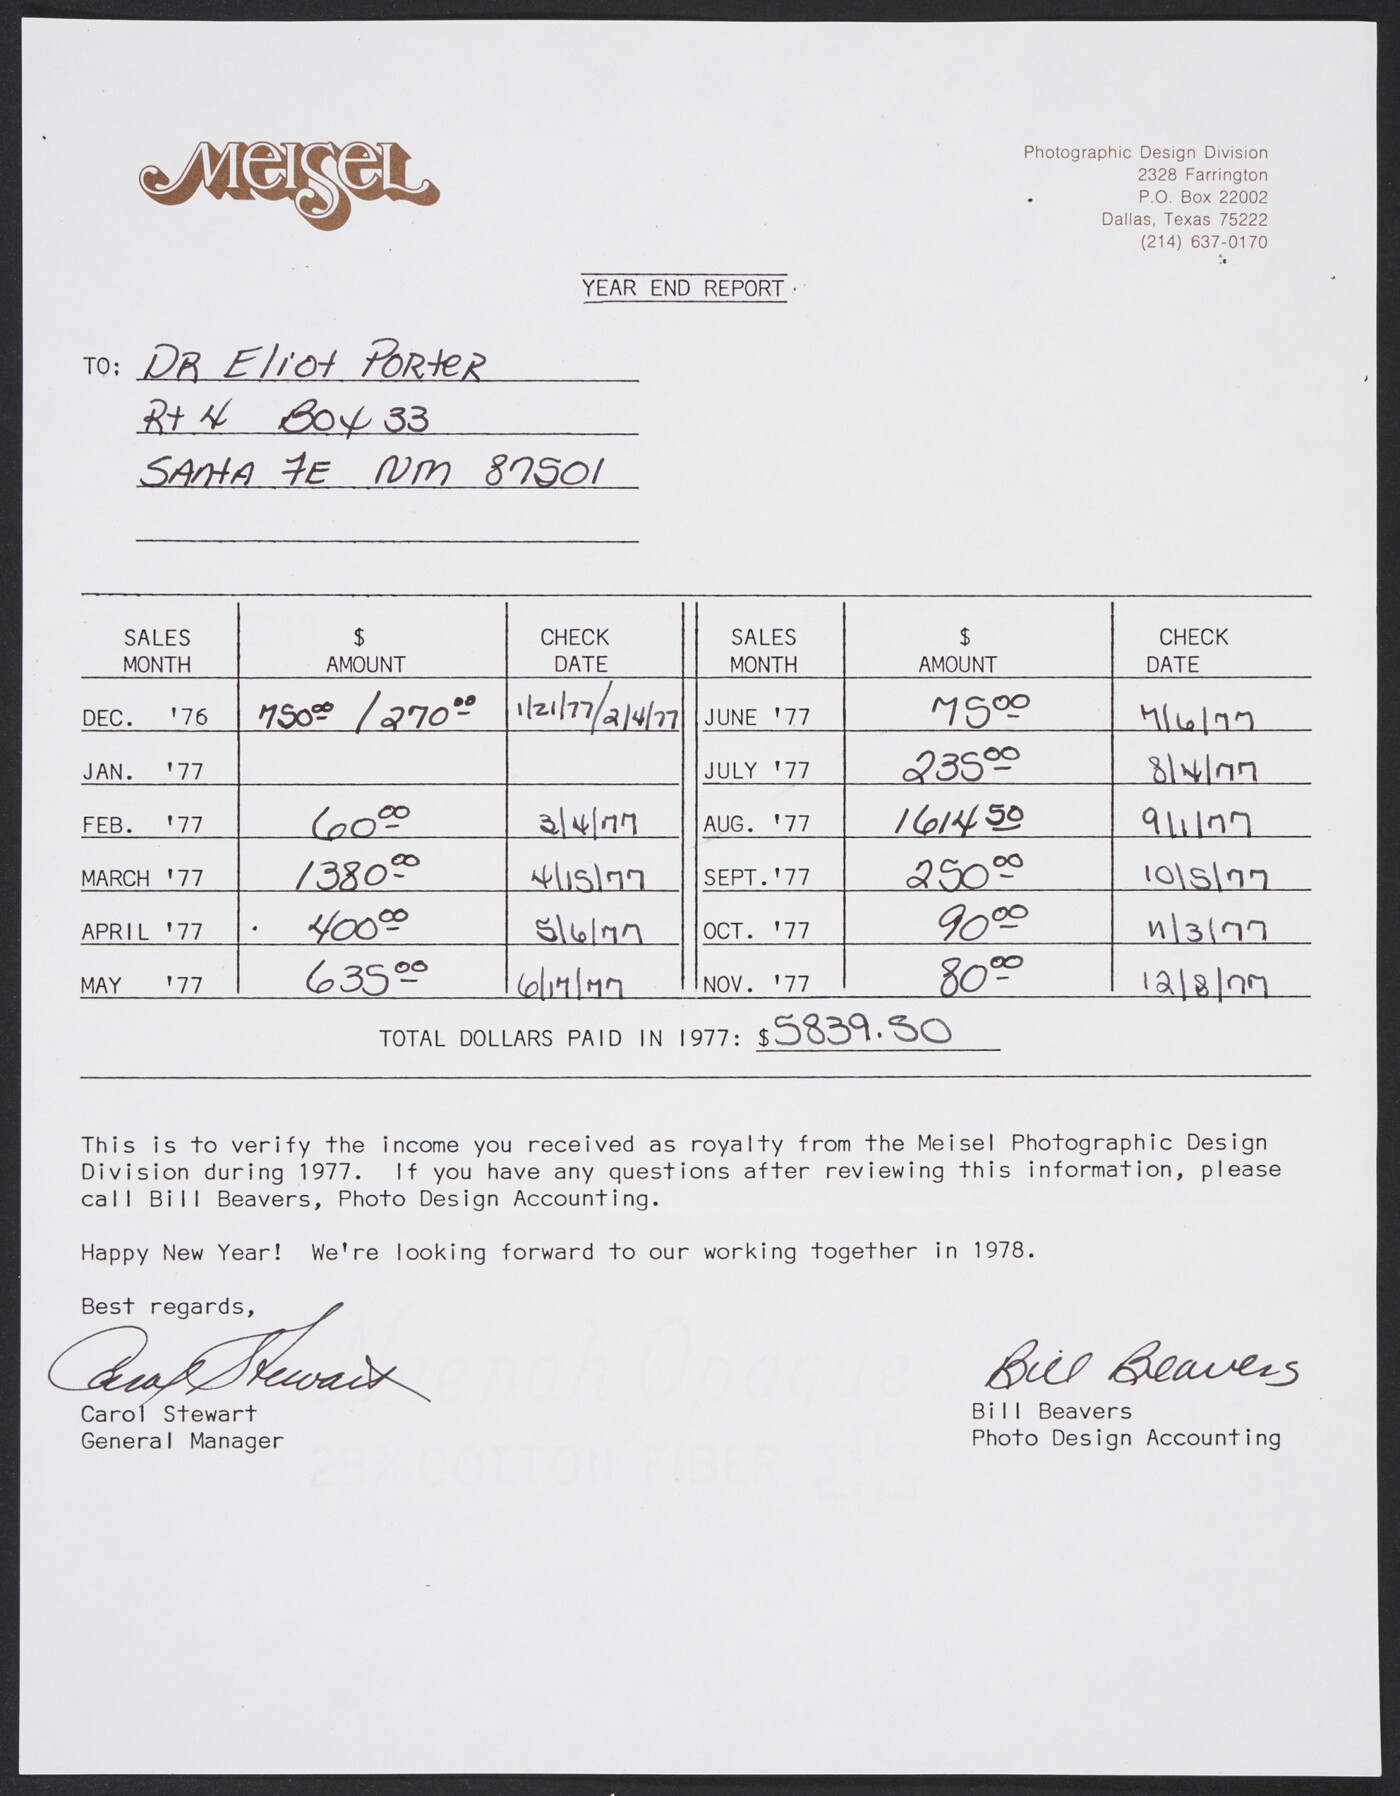 MEISEL
Photographic Design Division
2328 Farrington
P.O. Box 22002
Dallas, Texas 75222
(214) 637-0170
YEAR END REPORT
TO: DR Eliot Porter
Rt 4 Box 33
SANTA FE NM 87501
SALES MONTH $ AMOUNT CHECK DATE SALES MONTH $ AMOUNT CHECK DATE
DEC. '76 750 00 / 270 00 1/21/77 / 2/4/77 JUNE '77 75 00 7/6/77
JAN. '77 JULY '77 235 00 8/4/77
FEB. '77 60 00 3/4/77 AUG. '77 1614 50 9/1/77
MARCH '77 1380 00 4/15/77 SEPT. '77 250 00 10/5/77
APRIL '77 400 00 5/6/77 OCT. '77 90 00 11/3/77
MAY '77 635 00 6/17/77 NOV. '77 80 00 12/8/77
TOTAL DOLLARS PAID IN 1977: $5839.50
This is to verify the income you received as royalty from the Meisel Photographic Design
Division during 1977. If you have any questions after reviewing this information, please
call Bill Beavers, Photo Design Accounting.
Happy New Year! We're looking forward to our working together in 1978.
Best regards,
Carol Stewart Bill Beavers
Carol Stewart Bill Beavers
General Manager Photo Design Accounting